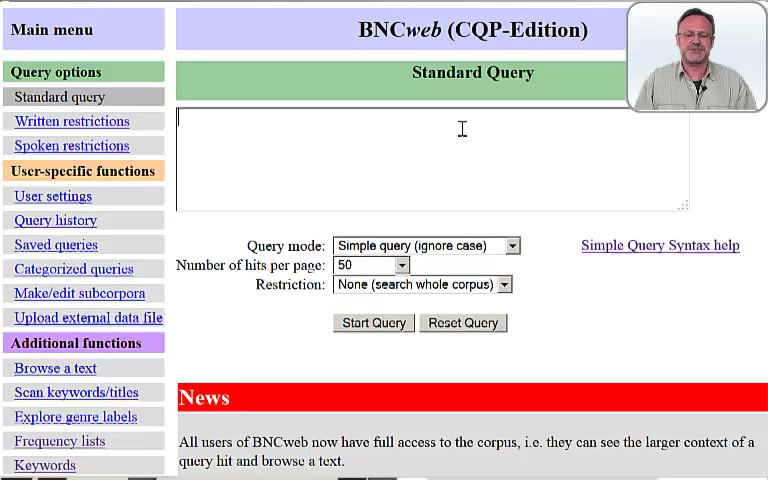 Main menu
BNCweb (CQP-Edition)
Query options
Standard Query
Standard query
Written restrictions
Spoken restrictions
User-specific functions
User settings
Query history
Saved queries
Categorized queries
Make/edit subcorpora
Upload external data file
Query mode: Simple query (ignore case) Simple Query Syntax help
Number of hits per page: 50
Restriction: None (search whole corpus)
Start Query Reset Query
Additional functions
Browse a text
Scan keywords/titles
Explore genre labels
Frequency lists
Keywords
News
All users of BNCweb now have full access to the corpus, i.e. they can see the larger context of a
query hit and browse a text.